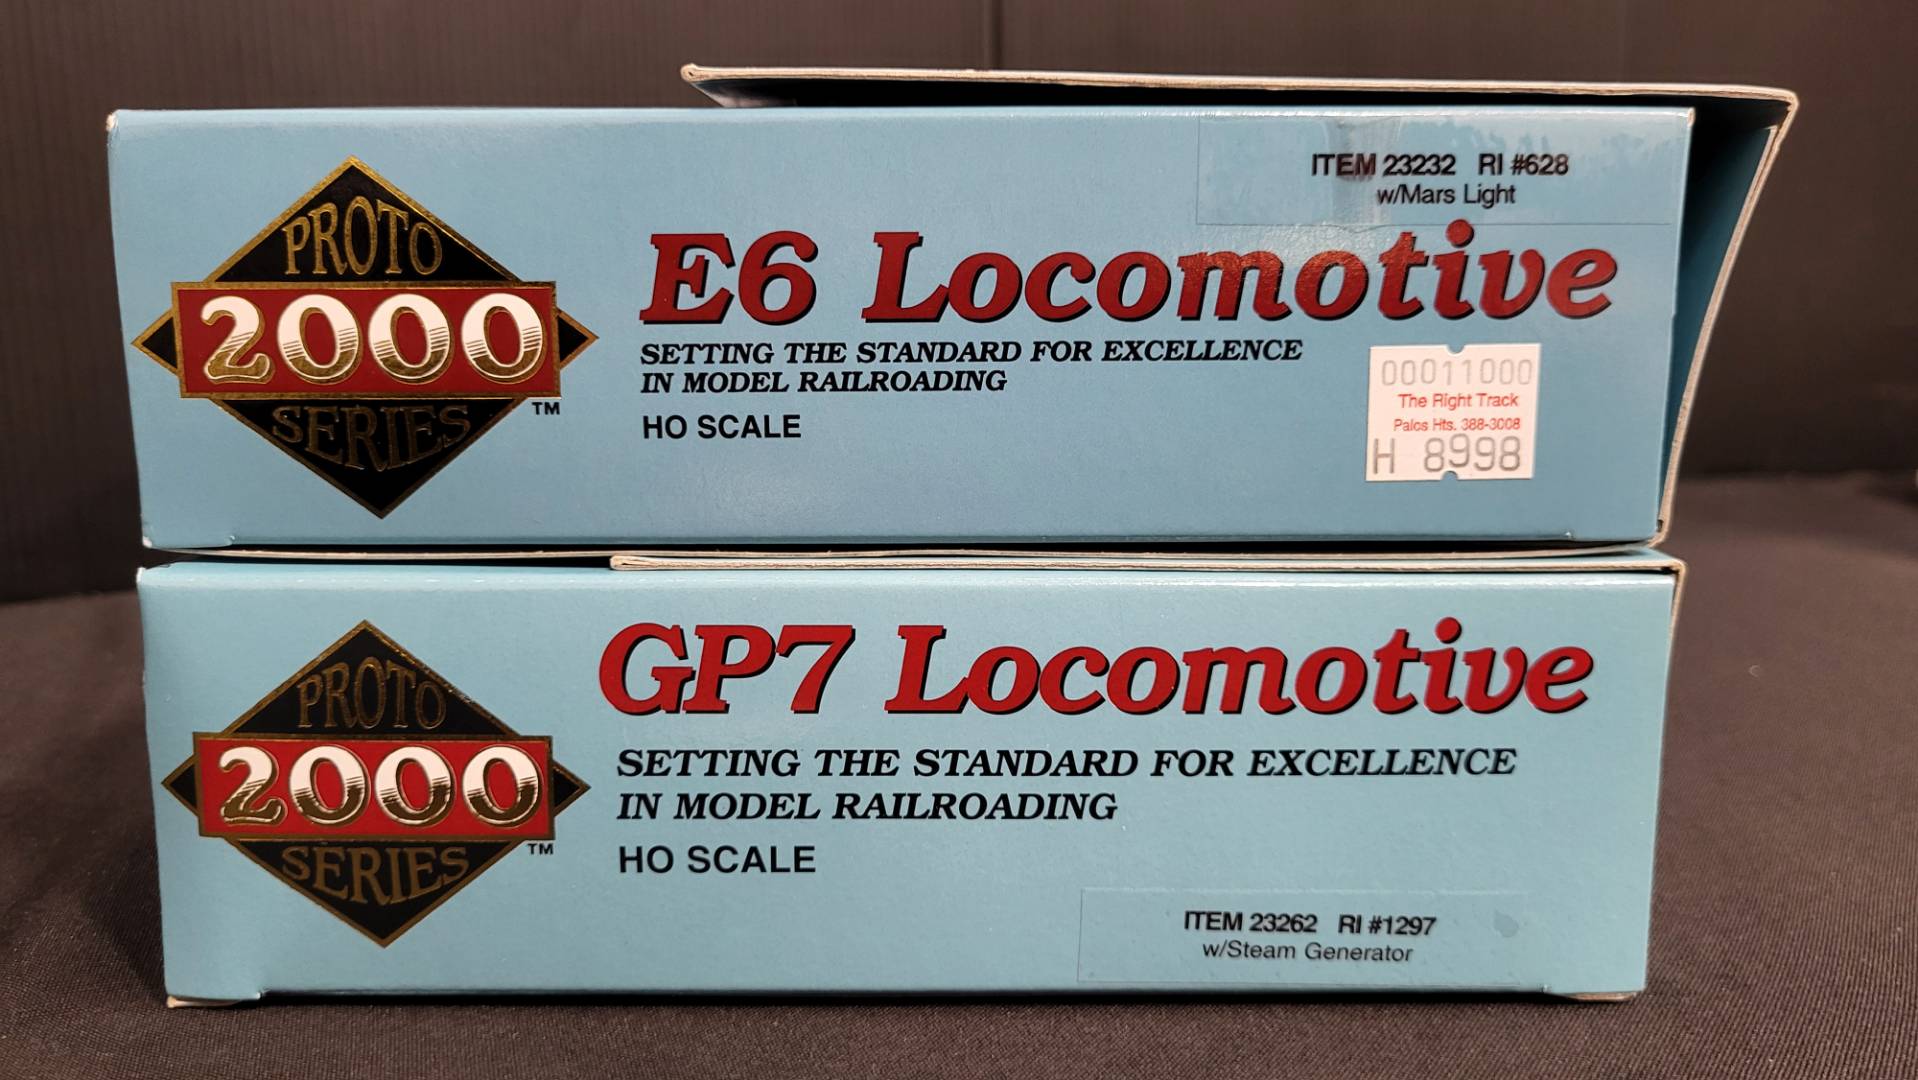 PROTO
2000
SERIES
TM
ITEM 23232 RI #628
w/Mars Light
E6 Locomotive
SETTING THE STANDARD FOR EXCELLENCE
IN MODEL RAILROADING
HO SCALE
00011000
The Right Track
Palos Hts. 388-3008
H 8998
PROTO
2000
SERIES
TM
GP7 Locomotive
SETTING THE STANDARD FOR EXCELLENCE
IN MODEL RAILROADING
HO SCALE
ITEM 23262 RI #1297
w/Steam Generator